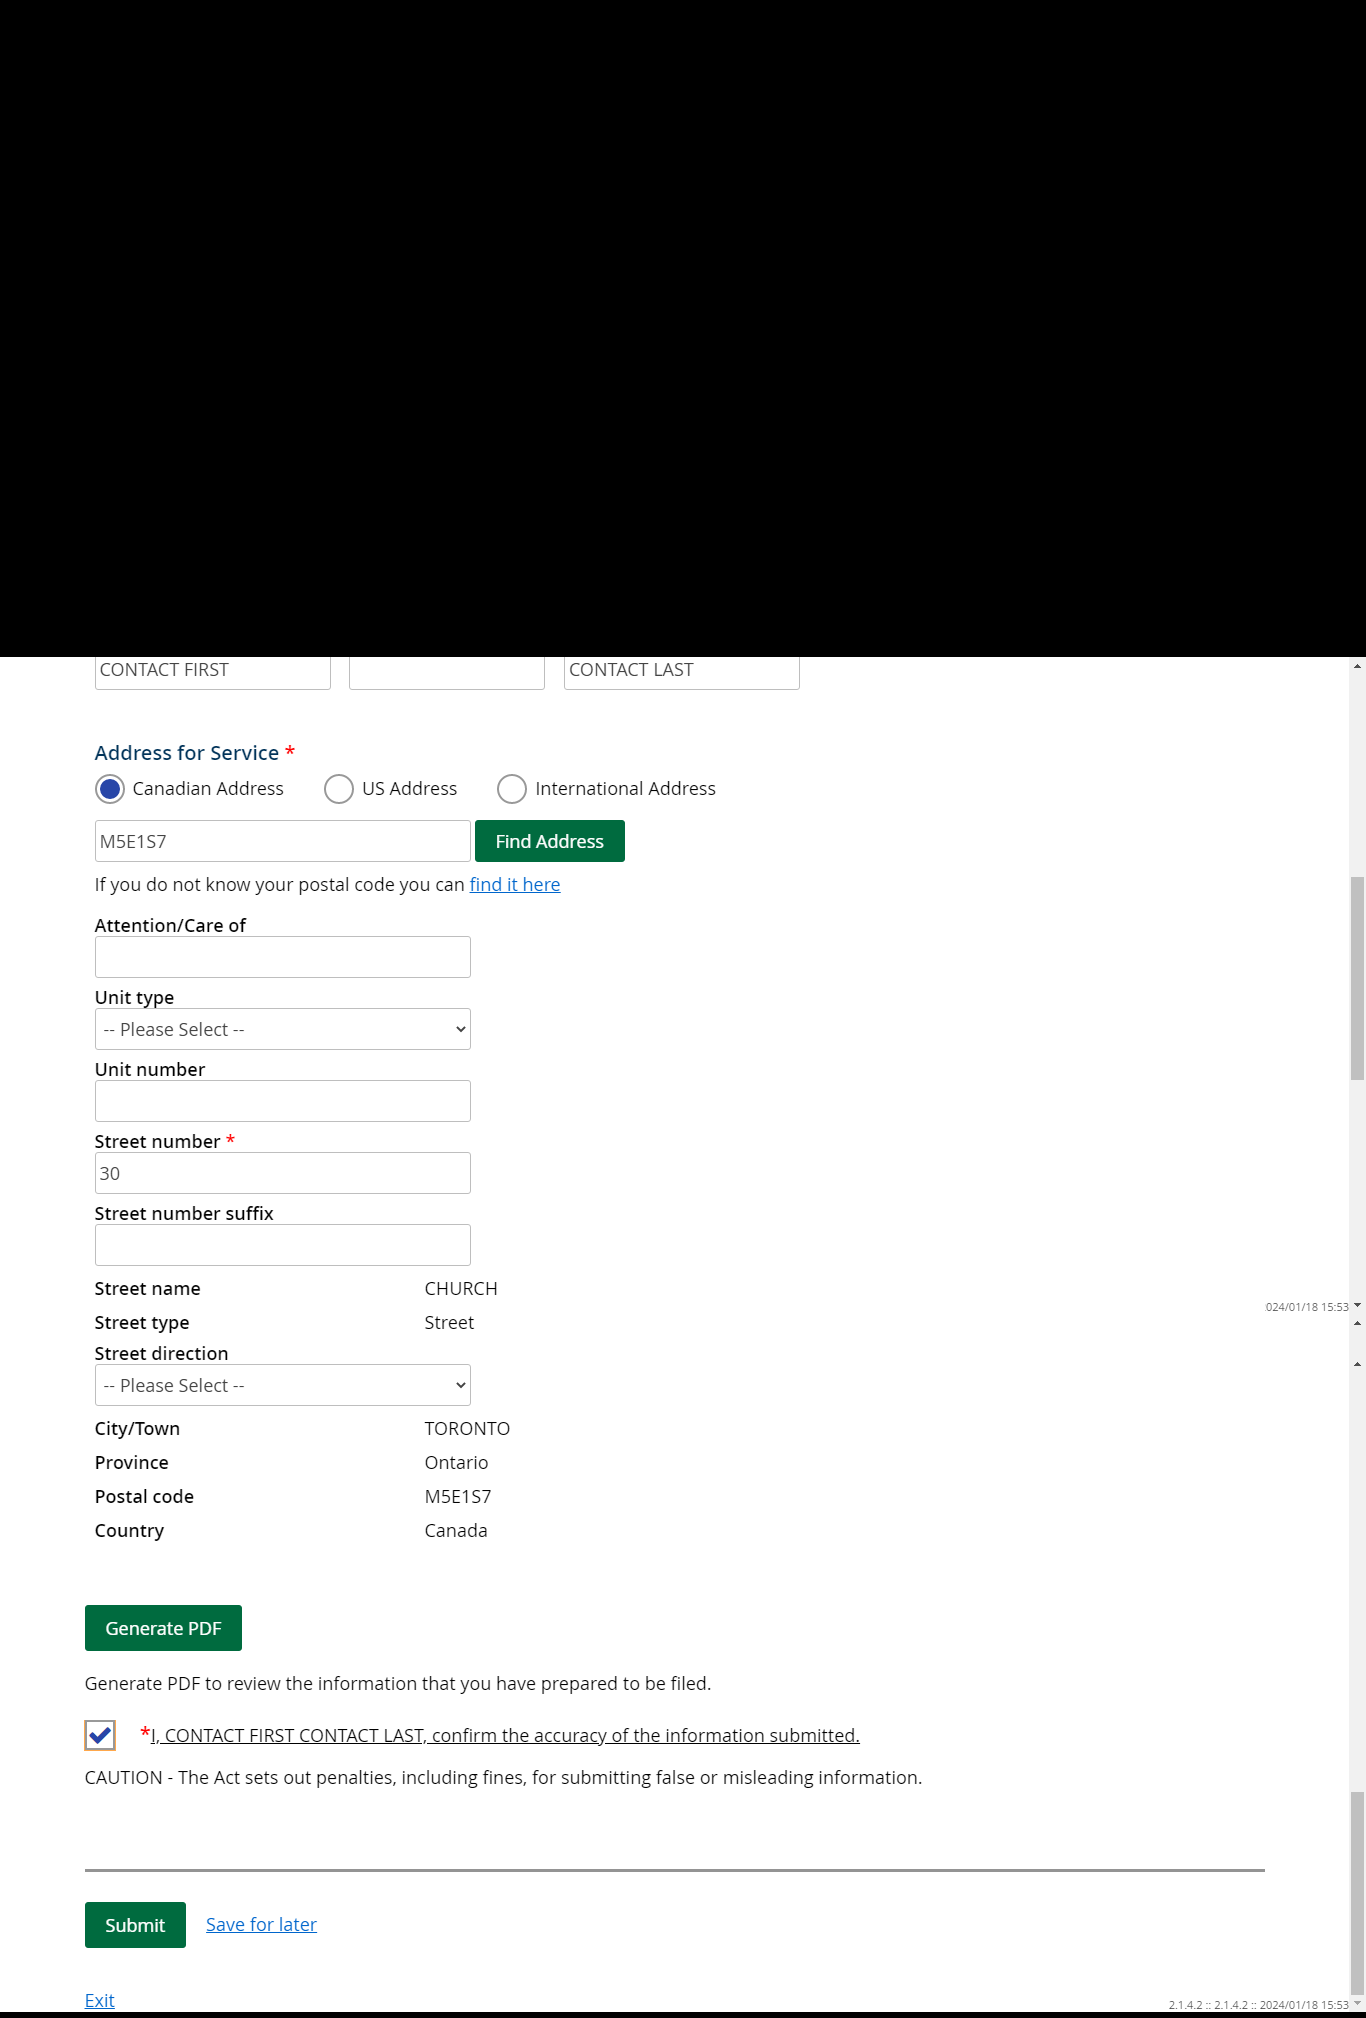 CONTACT FIRST CONTACT LAST
Address for Service *
Canadian Address US Address International Address
M5E1S7 Find Address
If you do not know your postal code you can find it here
Attention/Care of
Unit type
-- Please Select --
Unit number
Street number *
30
Street number suffix
Street name CHURCH
024/01/18 15:53
Street type Street
Street direction
-- Please Select --
City/Town TORONTO
Province Ontario
Postal code M5E1S7
Country Canada
Generate PDF
Generate PDF to review the information that you have prepared to be filed.
*I, CONTACT FIRST CONTACT LAST, confirm the accuracy of the information submitted.
CAUTION - The Act sets out penalties, including fines, for submitting false or misleading information.
Submit Save for later
Exit
2.1.4.2 :: 2.1.4.2 :: 2024/01/18 15:53